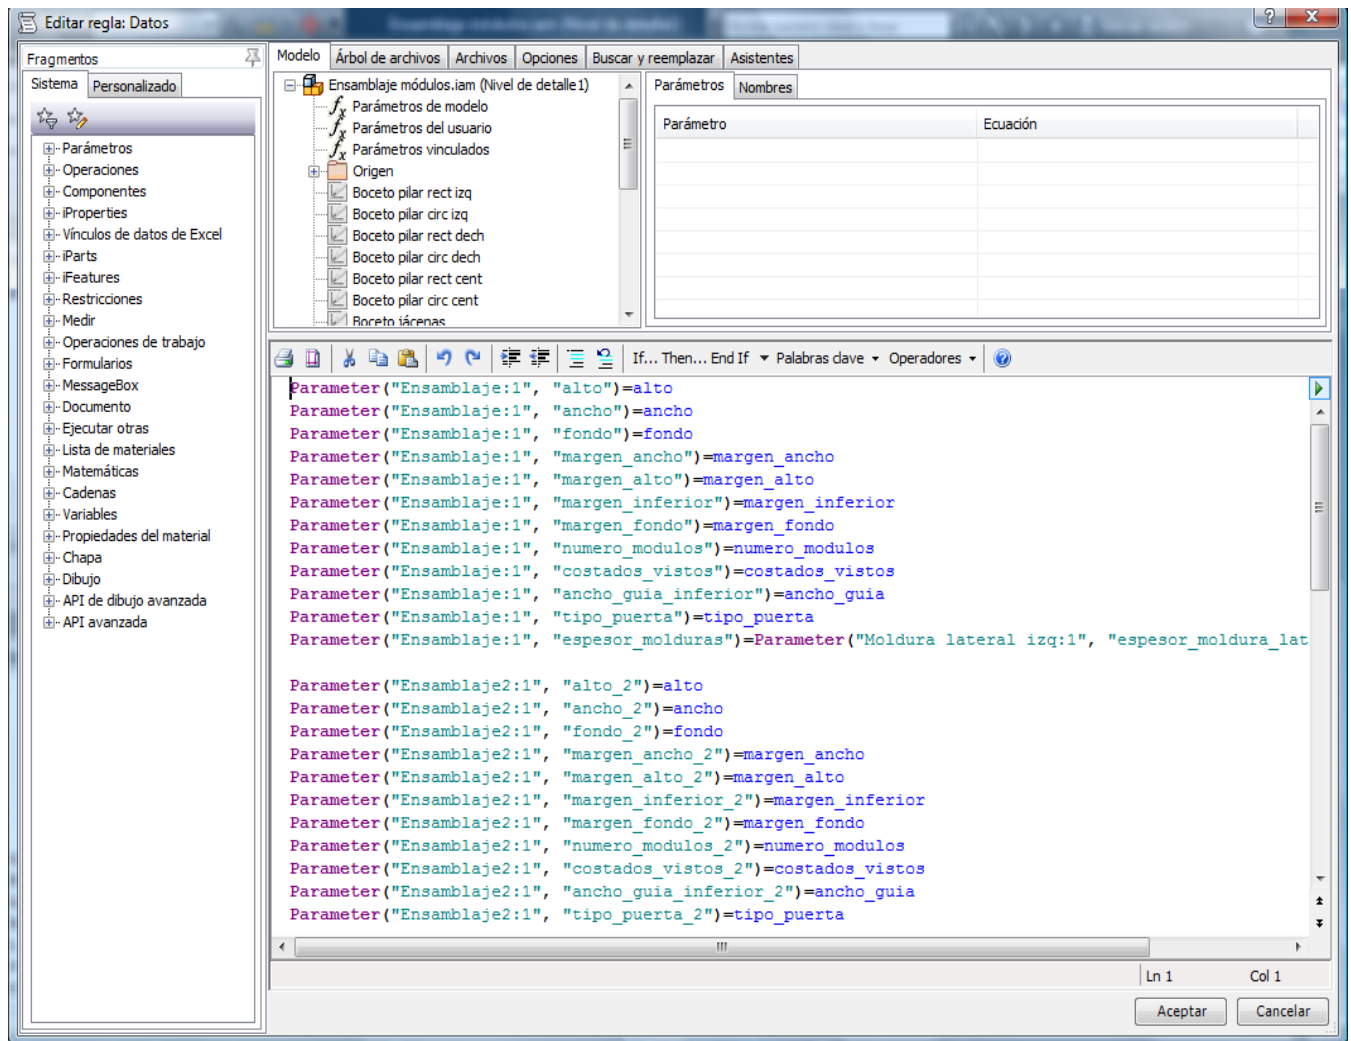 Editar regla: Datos
Fragmentos
Sistema Personalizado
Parámetros
Operaciones
Componentes
iProperties
Vínculos de datos de Excel
iParts
iFeatures
Restricciones
Medir
Operaciones de trabajo
Formularios
MessageBox
Documento
Ejecutar otras
Lista de materiales
Matemáticas
Cadenas
Variables
Propiedades del material
Chapa
Dibujo
API de dibujo avanzada
API avanzada
Modelo Árbol de archivos Archivos Opciones Buscar y reemplazar Asistentes
Ensamblaje módulos.iam (Nivel de detalle1)
Parámetros de modelo
Parámetros del usuario
Parámetros vinculados
Origen
Boceto pilar rect izq
Boceto pilar circ izq
Boceto pilar rect dech
Boceto pilar circ dech
Boceto pilar rect cent
Boceto pilar circ cent
Boceto jácenas
Parámetros Nombres
Parámetro Ecuación
If... Then... End If Palabras clave Operadores
Parameter("Ensamblaje:1", "alto")=alto
Parameter("Ensamblaje:1", "ancho")=ancho
Parameter("Ensamblaje:1", "fondo")=fondo
Parameter("Ensamblaje:1", "margen_ancho")=margen_ancho
Parameter("Ensamblaje:1", "margen_alto")=margen_alto
Parameter("Ensamblaje:1", "margen_inferior")=margen_inferior
Parameter("Ensamblaje:1", "margen_fondo")=margen_fondo
Parameter("Ensamblaje:1", "numero_modulos")=numero_modulos
Parameter("Ensamblaje:1", "costados_vistos")=costados_vistos
Parameter("Ensamblaje:1", "ancho_guia_inferior")=ancho_guia
Parameter("Ensamblaje:1", "tipo_puerta")=tipo_puerta
Parameter("Ensamblaje:1", "espesor_molduras")=Parameter("Moldura lateral izq:1", "espesor_moldura_lat
Parameter("Ensamblaje2:1", "alto_2")=alto
Parameter("Ensamblaje2:1", "ancho_2")=ancho
Parameter("Ensamblaje2:1", "fondo_2")=fondo
Parameter("Ensamblaje2:1", "margen_ancho_2")=margen_ancho
Parameter("Ensamblaje2:1", "margen_alto_2")=margen_alto
Parameter("Ensamblaje2:1", "margen_inferior_2")=margen_inferior
Parameter("Ensamblaje2:1", "margen_fondo_2")=margen_fondo
Parameter("Ensamblaje2:1", "numero_modulos_2")=numero_modulos
Parameter("Ensamblaje2:1", "costados_vistos_2")=costados_vistos
Parameter("Ensamblaje2:1", "ancho_guia_inferior_2")=ancho_guia
Parameter("Ensamblaje2:1", "tipo_puerta_2")=tipo_puerta
Ln 1 Col 1
Aceptar Cancelar